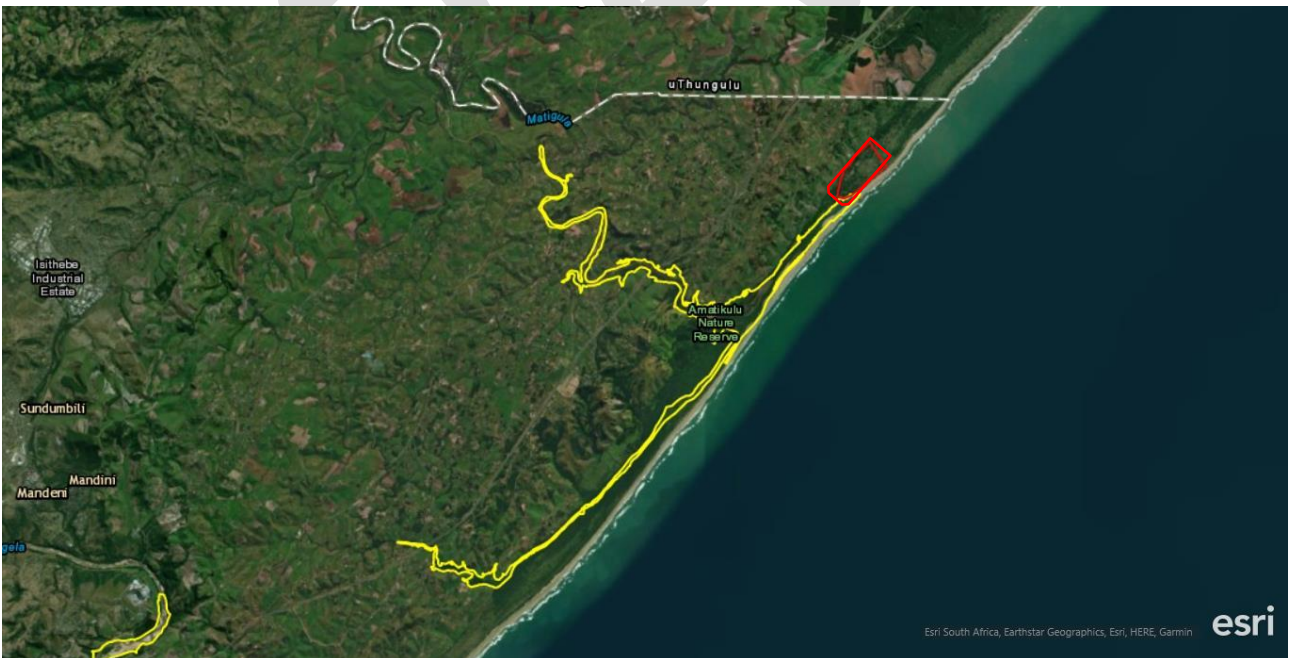 uThungulu
Matigulu
Isithebe
Industrial
Estate
Amatikulu
Nature
Reserve
Sundumbili
Mandini
Mandeni
gela
Esri South Africa, Earthstar Geographics, Esri, HERE, Garmin
esri